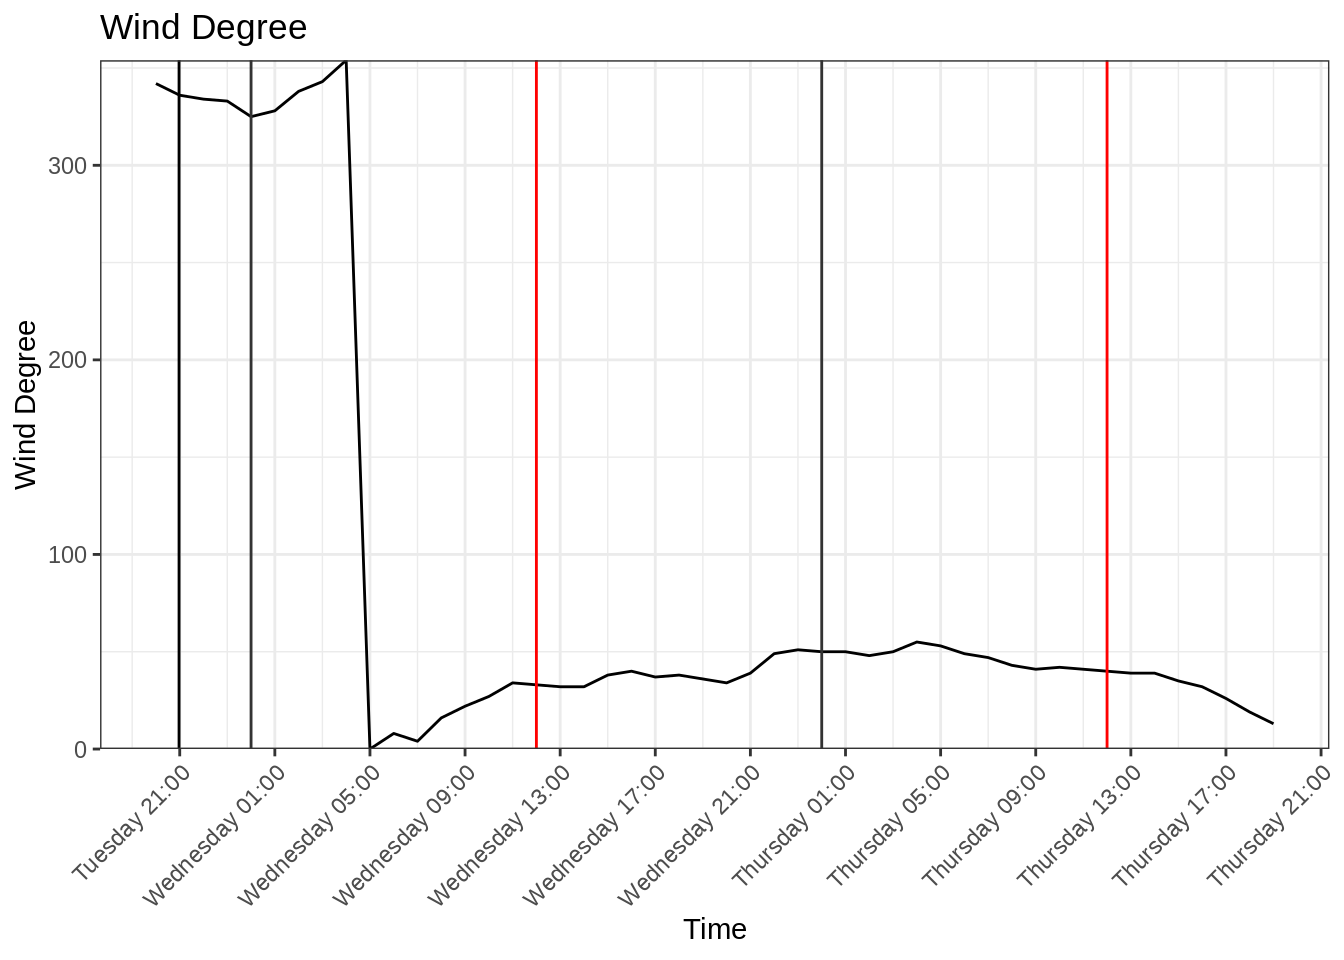 Wind Degree
Wind Degree
300
200
100
0
Tuesday 21:00
Wednesday 01:00
Wednesday 05:00
Wednesday 09:00
Wednesday 13:00
Wednesday 17:00
Wednesday 21:00
Thursday 01:00
Thursday 05:00
Thursday 09:00
Thursday 13:00
Thursday 17:00
Thursday 21:00
Time